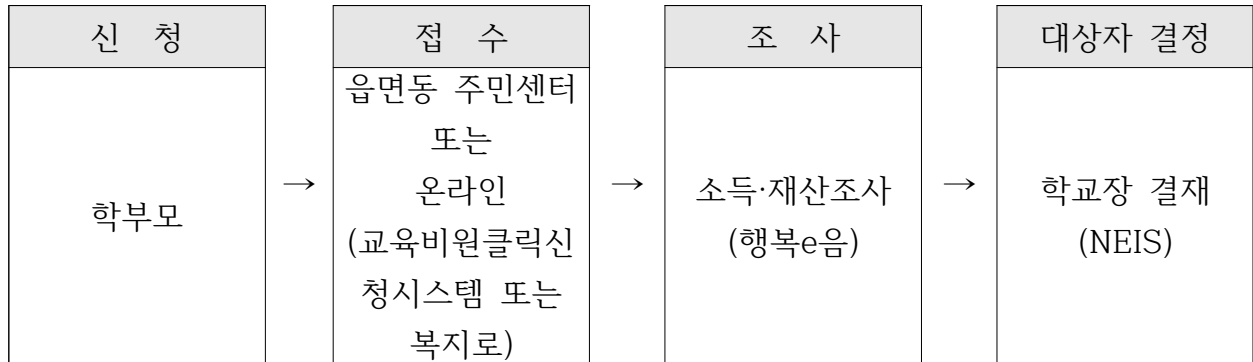 신 청
학부모
→
접 수
읍면동 주민센터
또는
온라인
(교육비원클릭신
청시스템 또는
복지로)
→
조 사
소득·재산조사
(행복e음)
→
대상자 결정
학교장 결재
(NEIS)